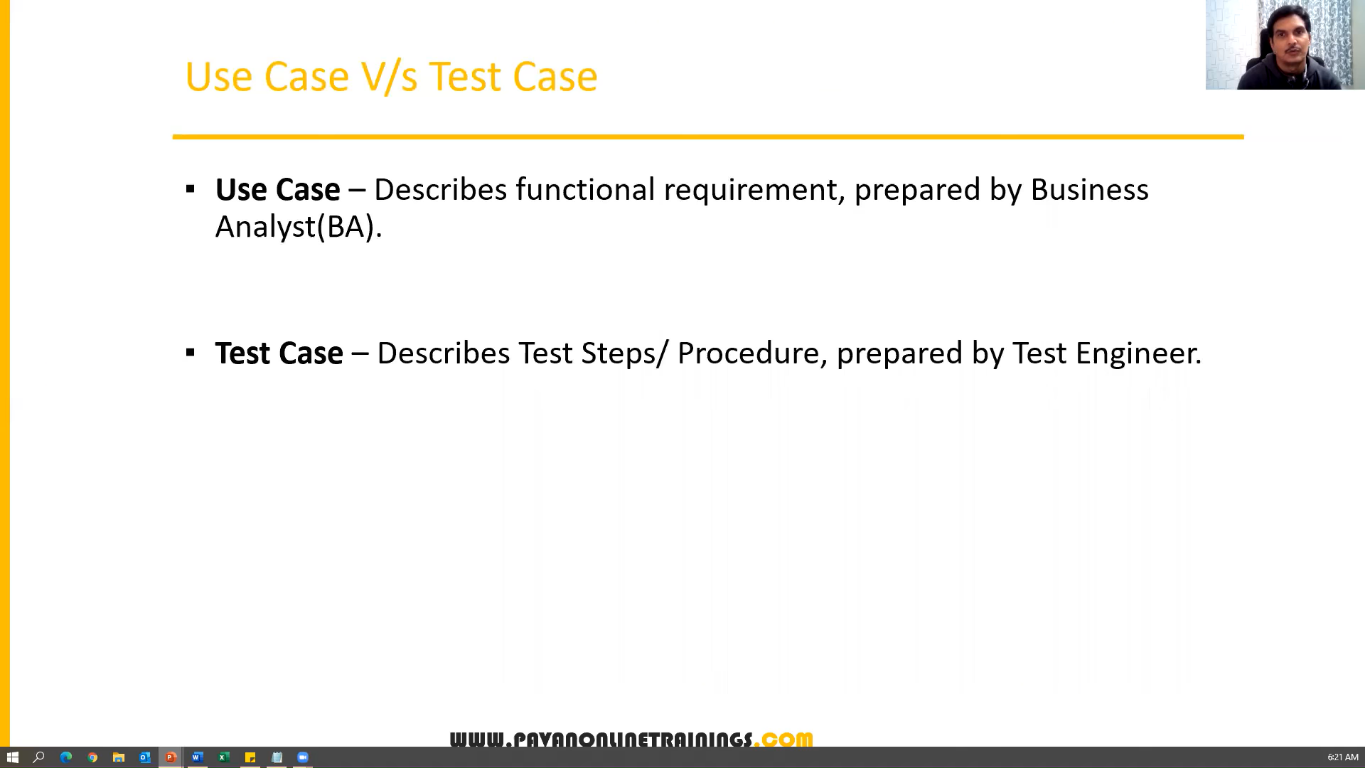 Use Case V/s Test Case
▪ Use Case – Describes functional requirement, prepared by Business
Analyst(BA).
▪ Test Case – Describes Test Steps/ Procedure, prepared by Test Engineer.
WWW.PAVANONLINETRAININGS.COM
6:21 AM